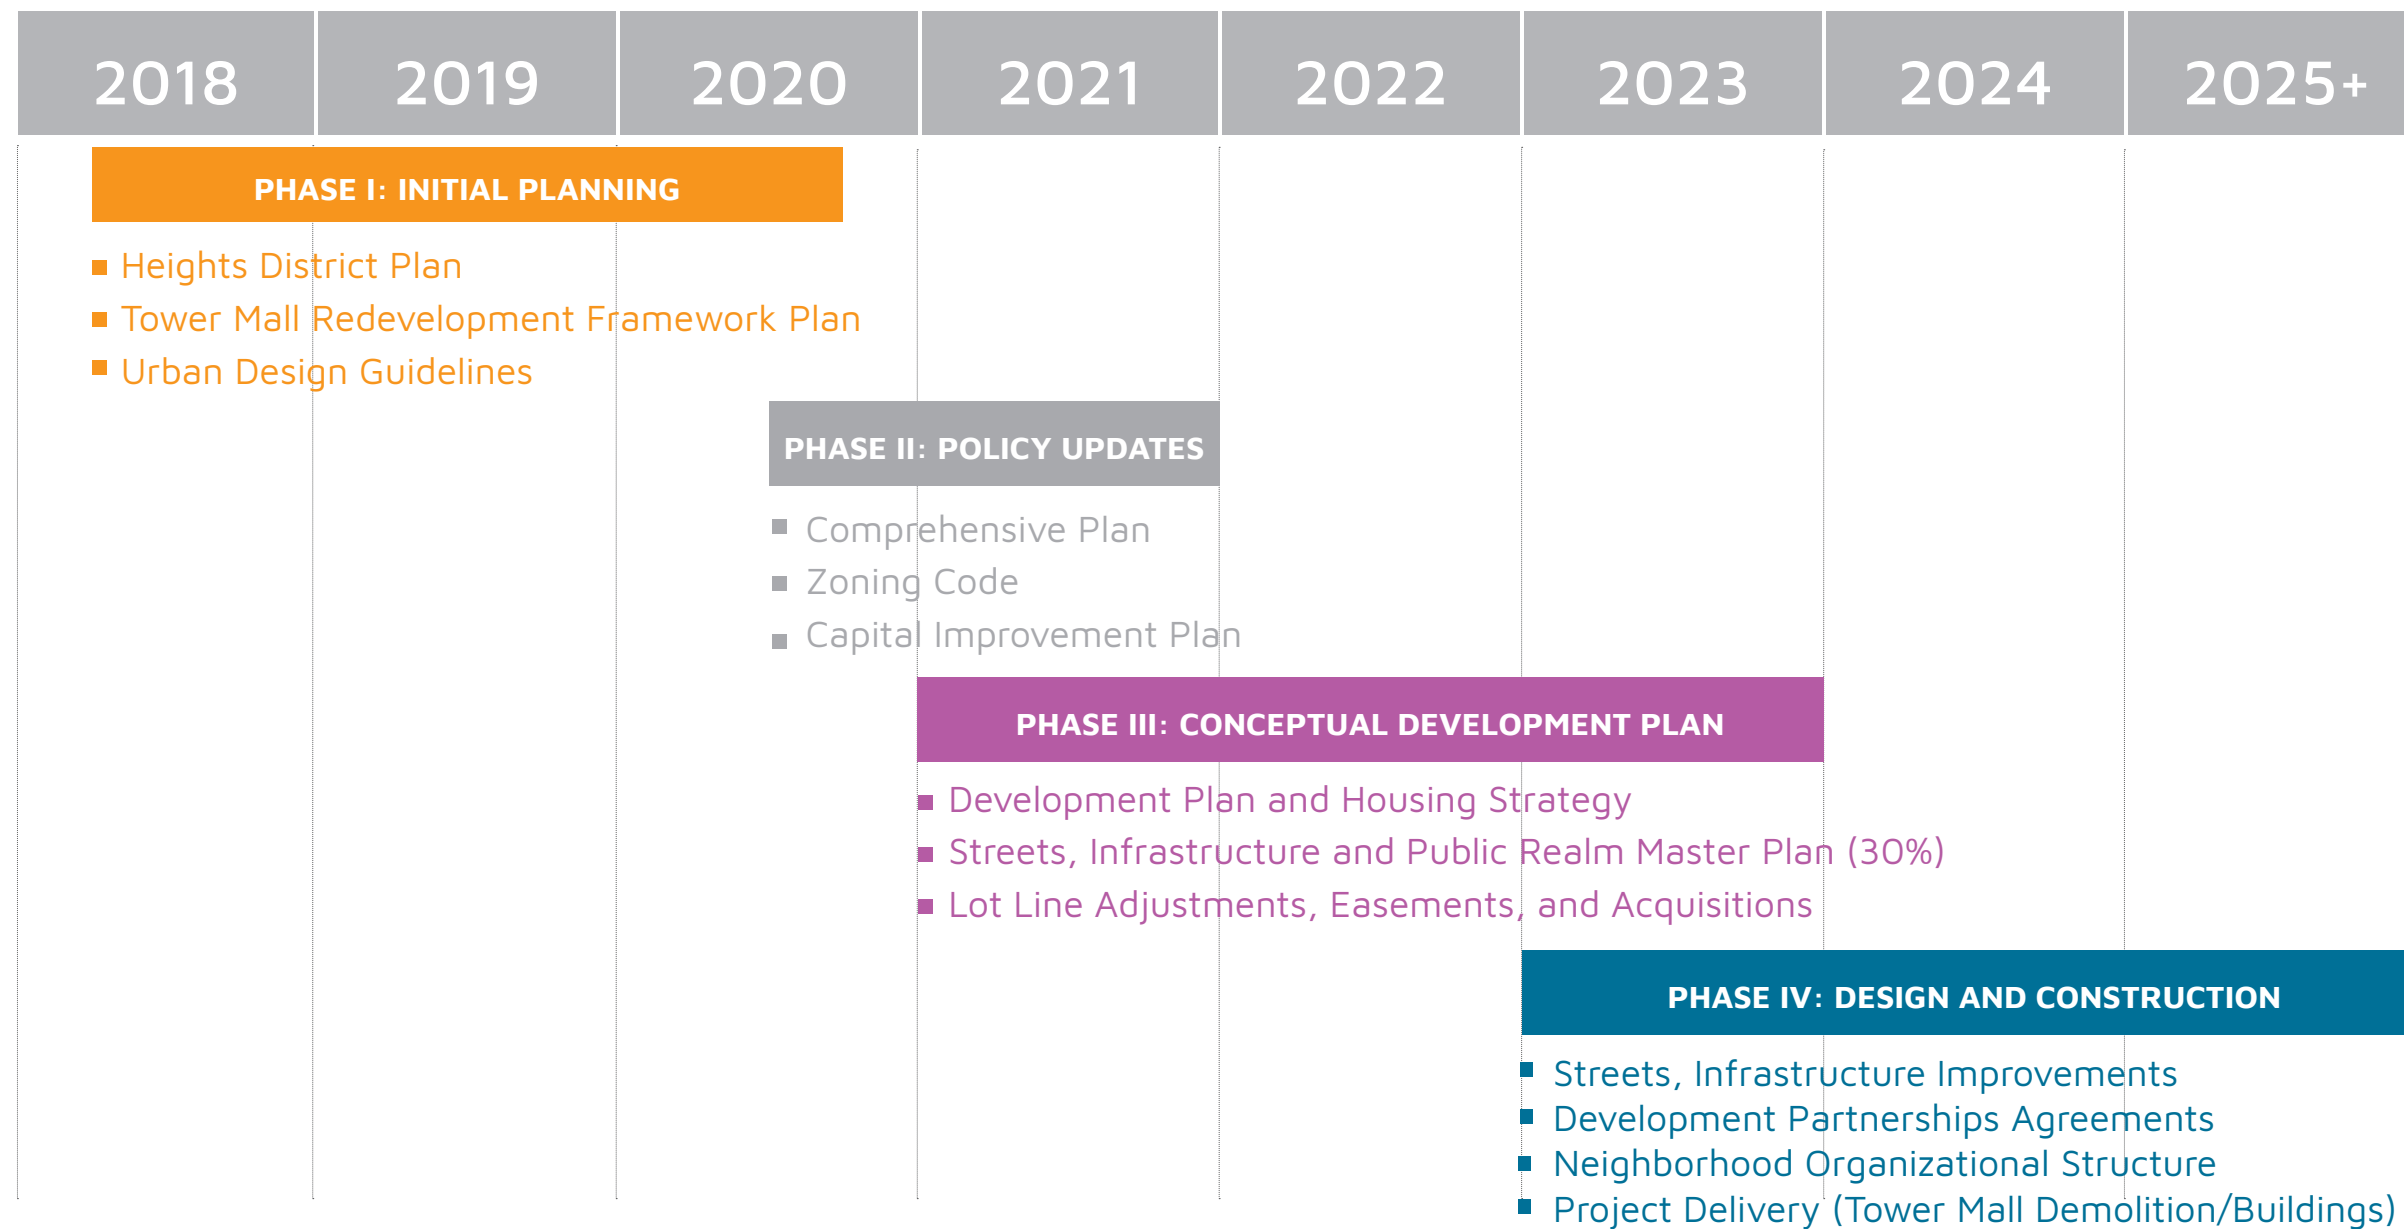 2018 2019 2020 2021 2022 2023 2024 2025+
PHASE I: INITIAL PLANNING
Heights District Plan
Tower Mall Redevelopment Framework Plan
Urban Design Guidelines
PHASE II: POLICY UPDATES
Comprehensive Plan
Zoning Code
Capital Improvement Plan
PHASE III: CONCEPTUAL DEVELOPMENT PLAN
Development Plan and Housing Strategy
Streets, Infrastructure and Public Realm Master Plan (30%)
Lot Line Adjustments, Easements, and Acquisitions
PHASE IV: DESIGN AND CONSTRUCTION
Streets, Infrastructure Improvements
Development Partnerships Agreements
Neighborhood Organizational Structure
Project Delivery (Tower Mall Demolition/Buildings)